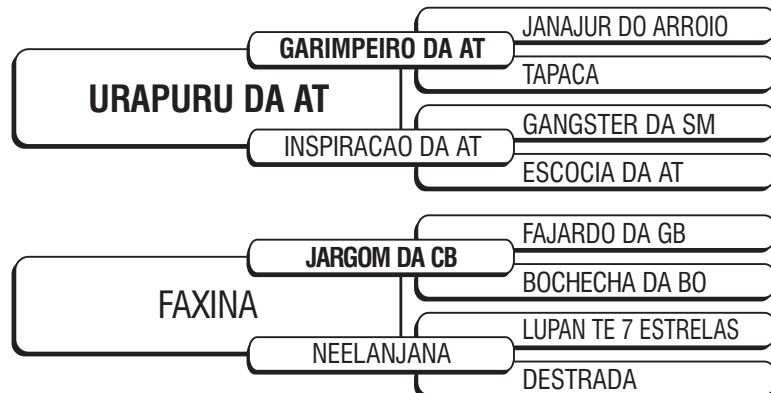 JANAJUR DO ARROIO
GARIMPEIRO DA AT
TAPACA
URAPURU DA AT
GANGSTER DA SM
INSPIRACAO DA AT
ESCOCIA DA AT
FAJARDO DA GB
JARGOM DA CB
BOCHECHA DA BO
FAXINA
LUPAN TE 7 ESTRELAS
NEELANJANA
DESTRADA